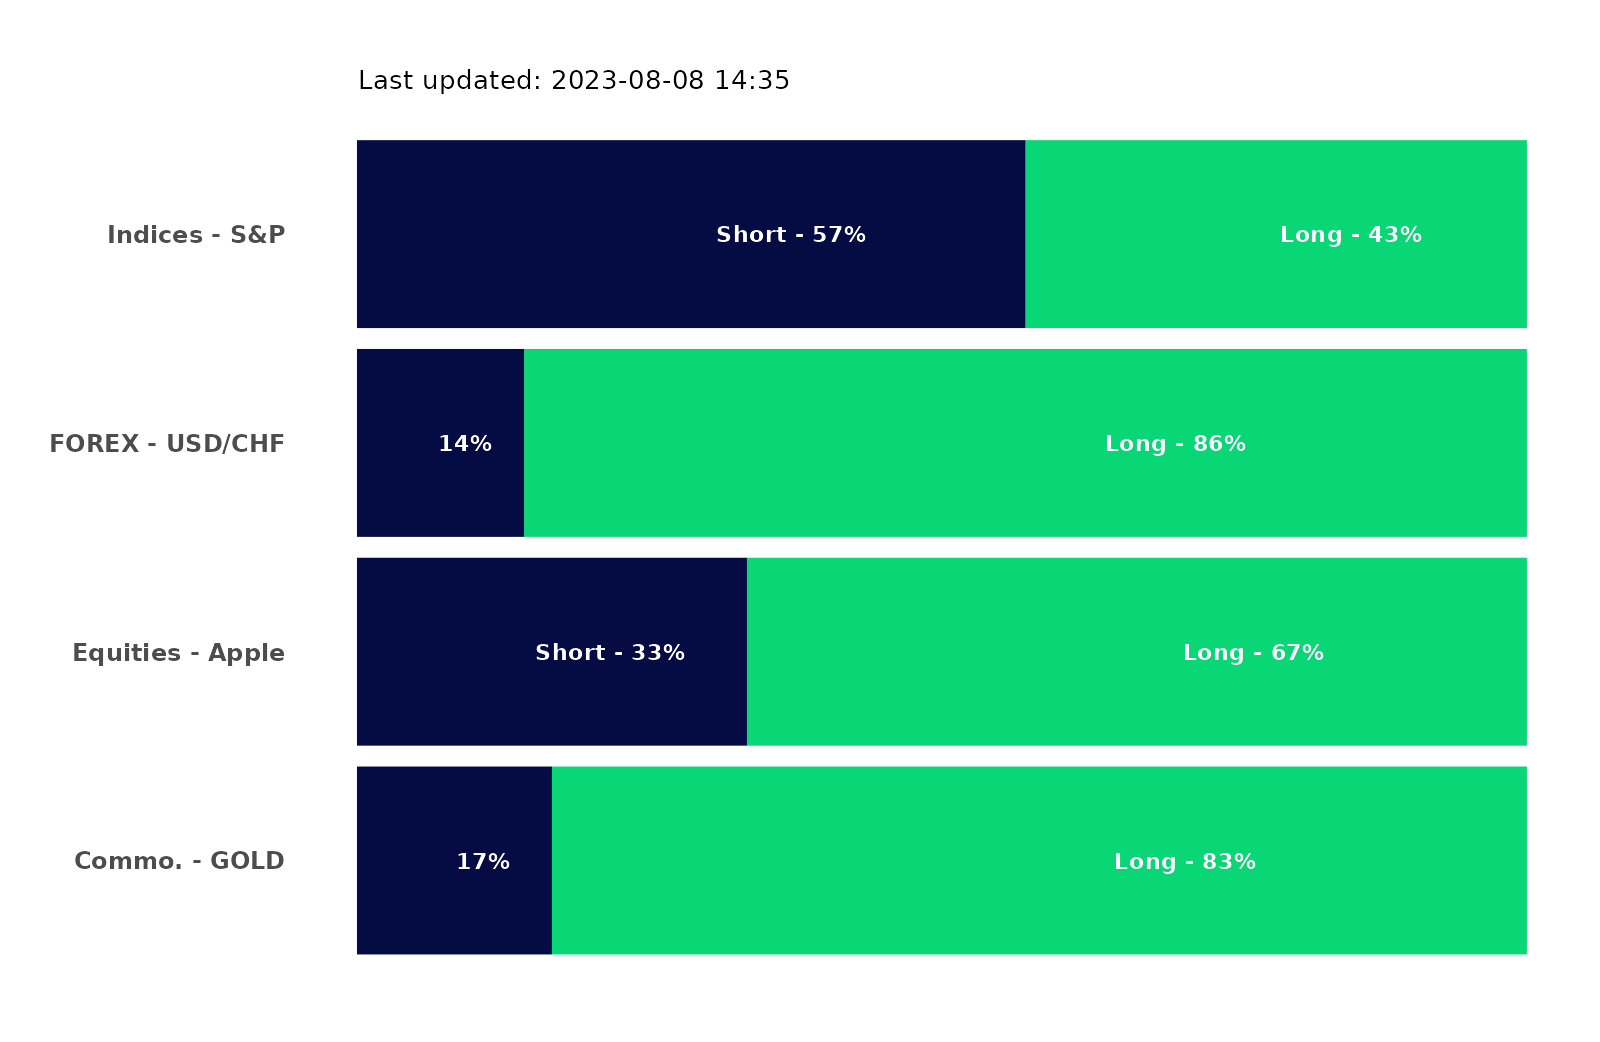 Last updated: 2023-08-08 14:35
Indices - S&P
Short - 57%
Long - 43%
FOREX - USD/CHF
14%
Long - 86%
Equities - Apple
Short - 33%
Long - 67%
Commo. - GOLD
17%
Long - 83%